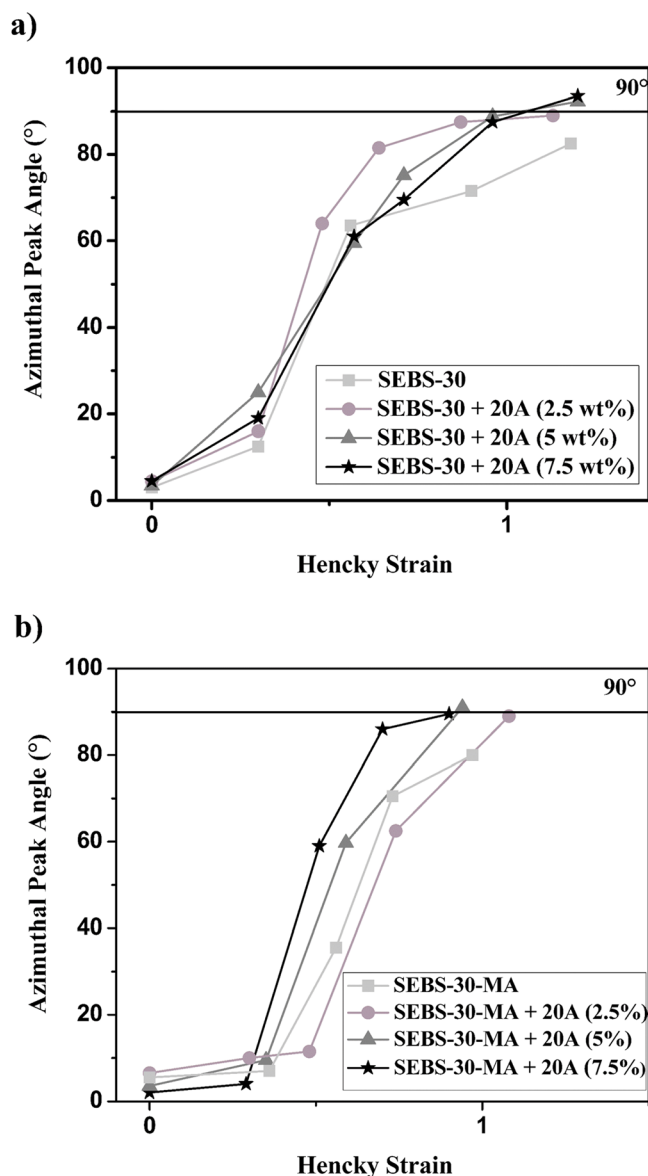 a)
100
90°
80
60
40
20
0
Azimuthal Peak Angle (°)
SEBS-30
SEBS-30 + 20A (2.5 wt%)
SEBS-30 + 20A (5 wt%)
SEBS-30 + 20A (7.5 wt%)
0 1
Hencky Strain
b)
100
90°
80
60
40
20
0
Azimuthal Peak Angle (°)
SEBS-30-MA
SEBS-30-MA + 20A (2.5%)
SEBS-30-MA + 20A (5%)
SEBS-30-MA + 20A (7.5%)
0 1
Hencky Strain